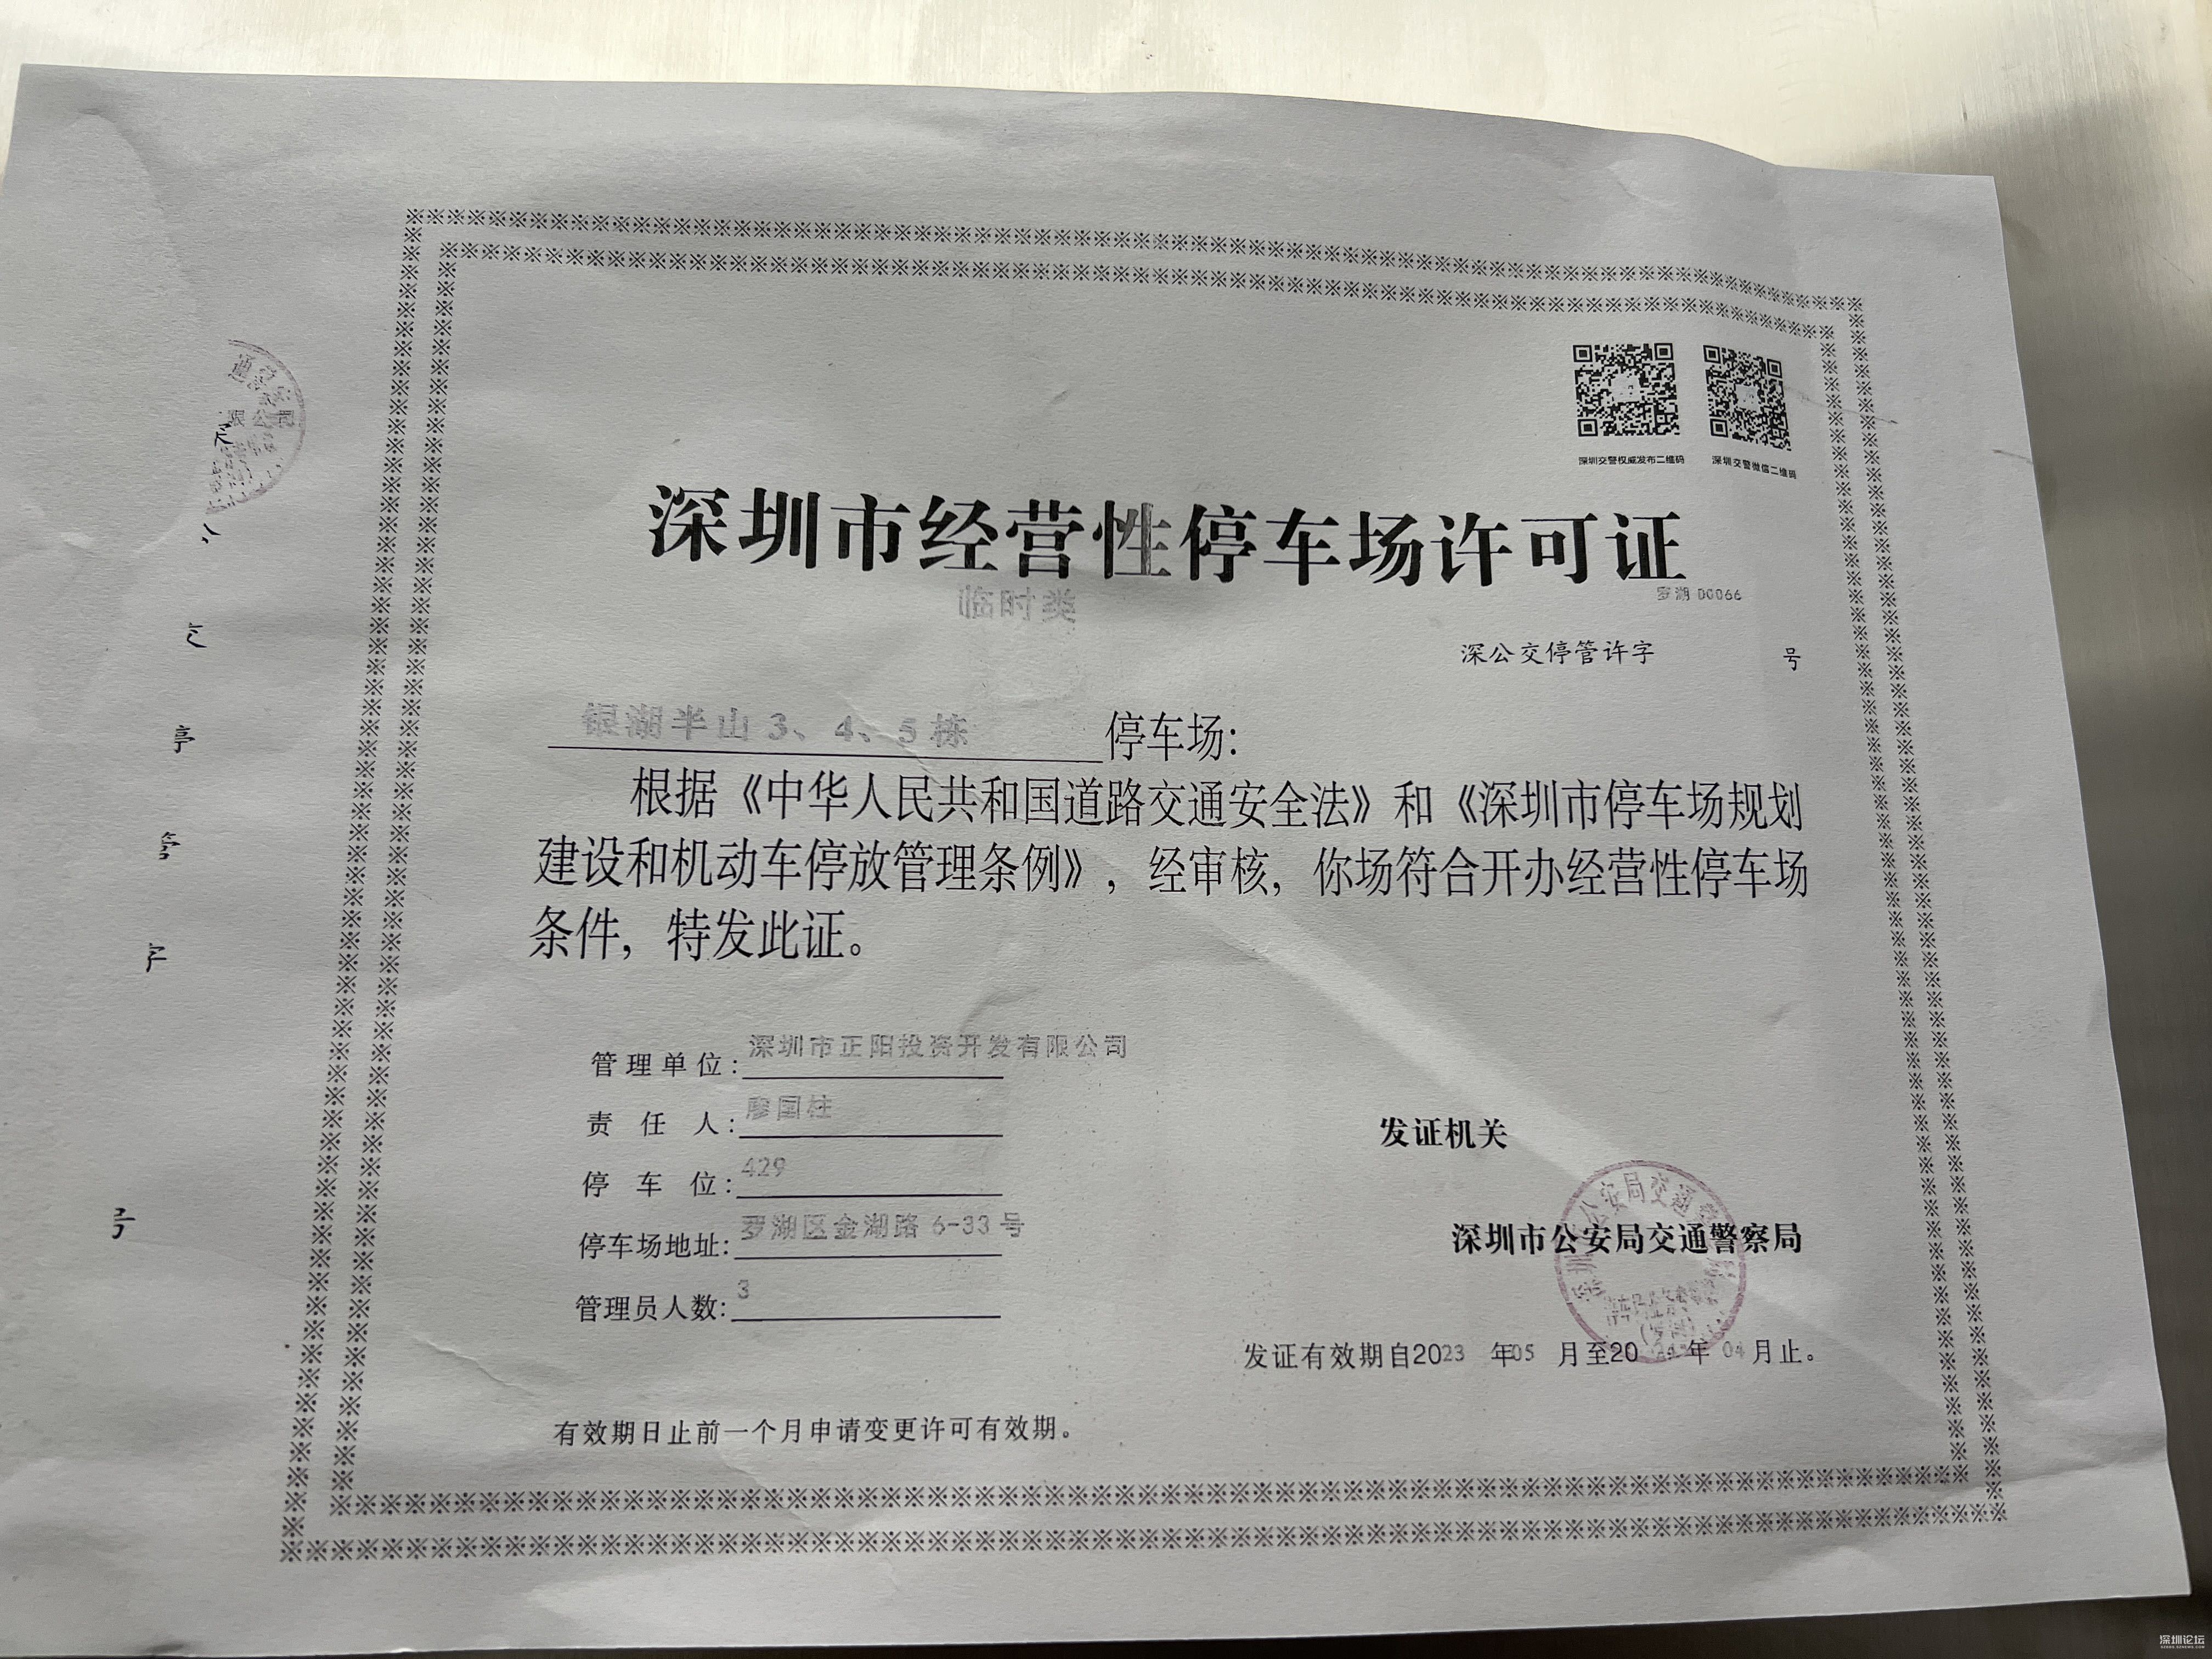 深圳交警权威发布二维码
深圳交警微信二维码
深圳市经营性停车场许可证
临时类
罗湖 00066
深公交停管许字 号
银湖半山 3、4、5 栋 停车场:
根据《中华人民共和国道路交通安全法》和《深圳市停车场规划
建设和机动车停放管理条例》，经审核，你场符合开办经营性停车场
条件，特发此证。
管理单位: 深圳市正阳投资开发有限公司
责任人: 廖国柱
停车位: 429
停车场地址: 罗湖区金湖路 6-33 号
管理员人数: 3
发证机关
深圳市公安局交通警察局
发证有效期自2023 年05 月至20 24 年 04 月止。
有效期日止前一个月申请变更许可有效期。
交
停
管
字
号
深圳论坛